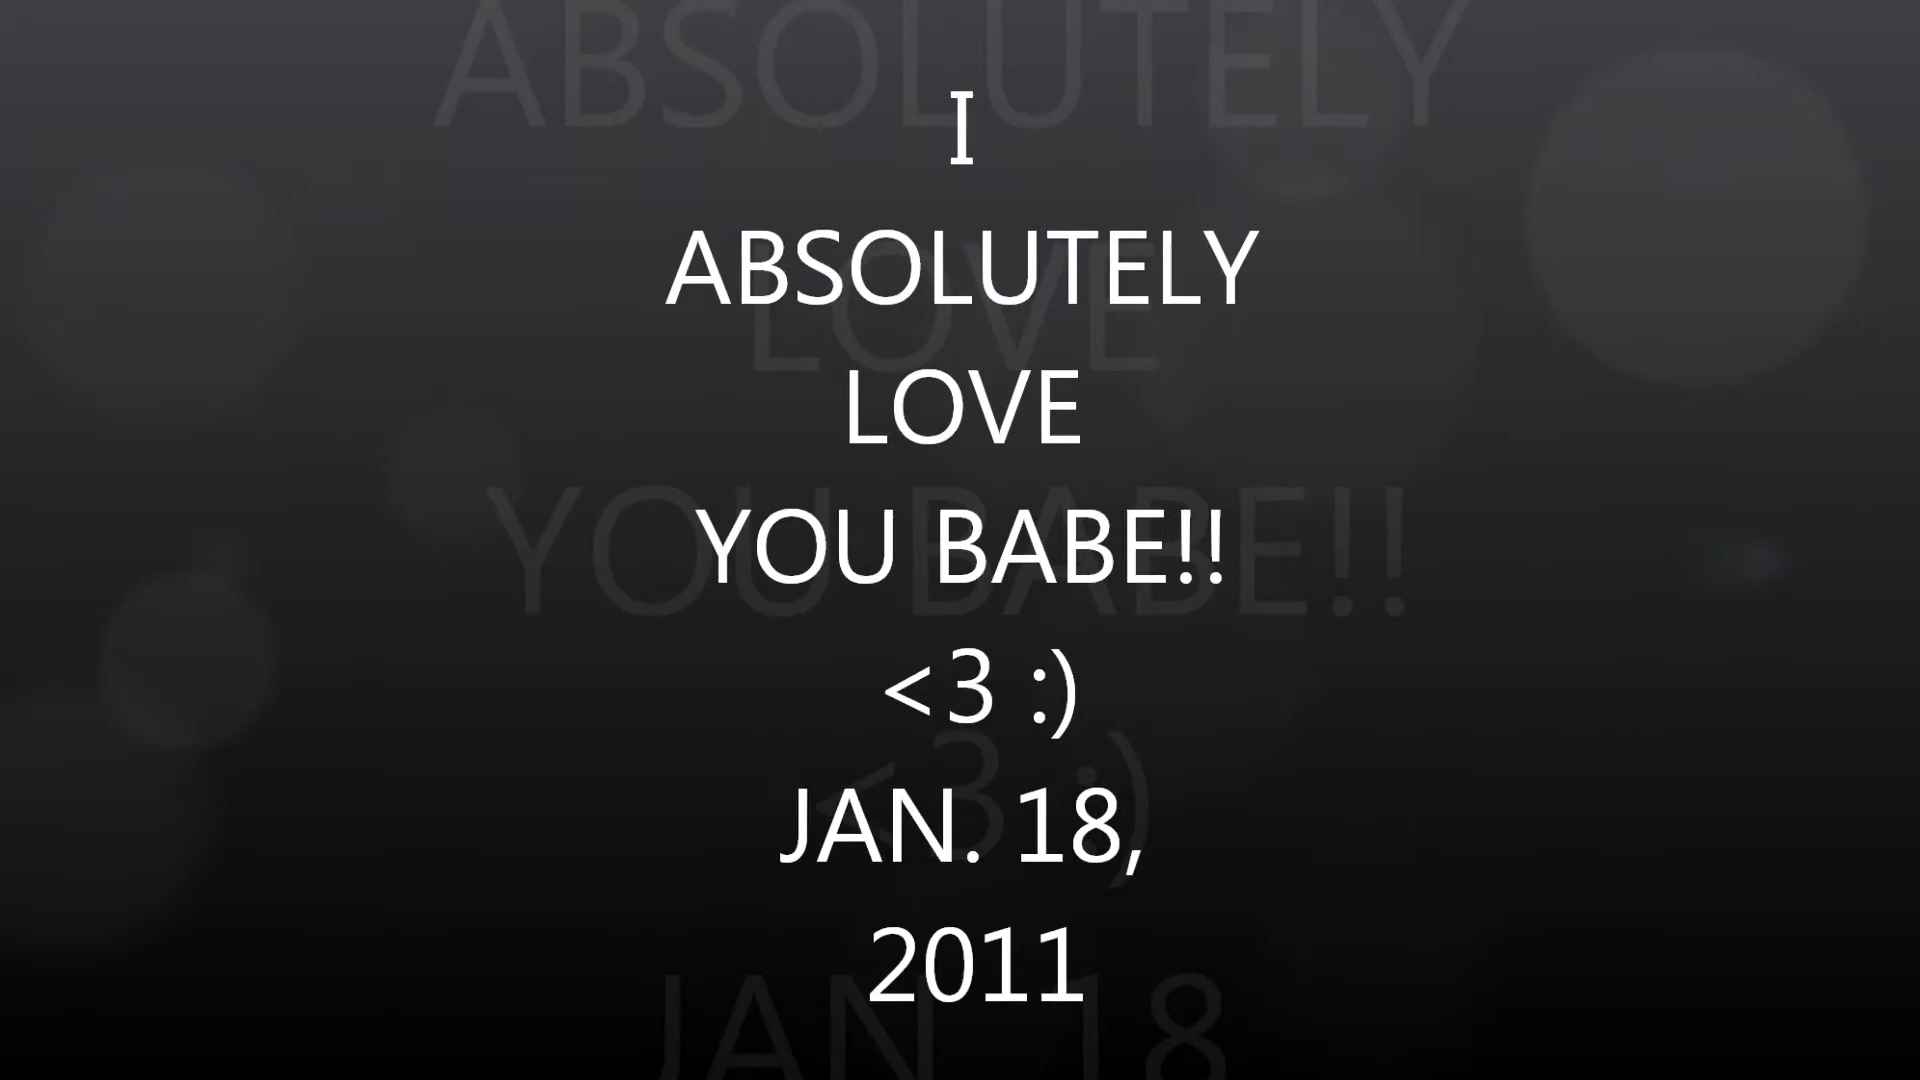 I
ABSOLUTELY
LOVE
YOU BABE!!
<3 :)
JAN. 18,
2011